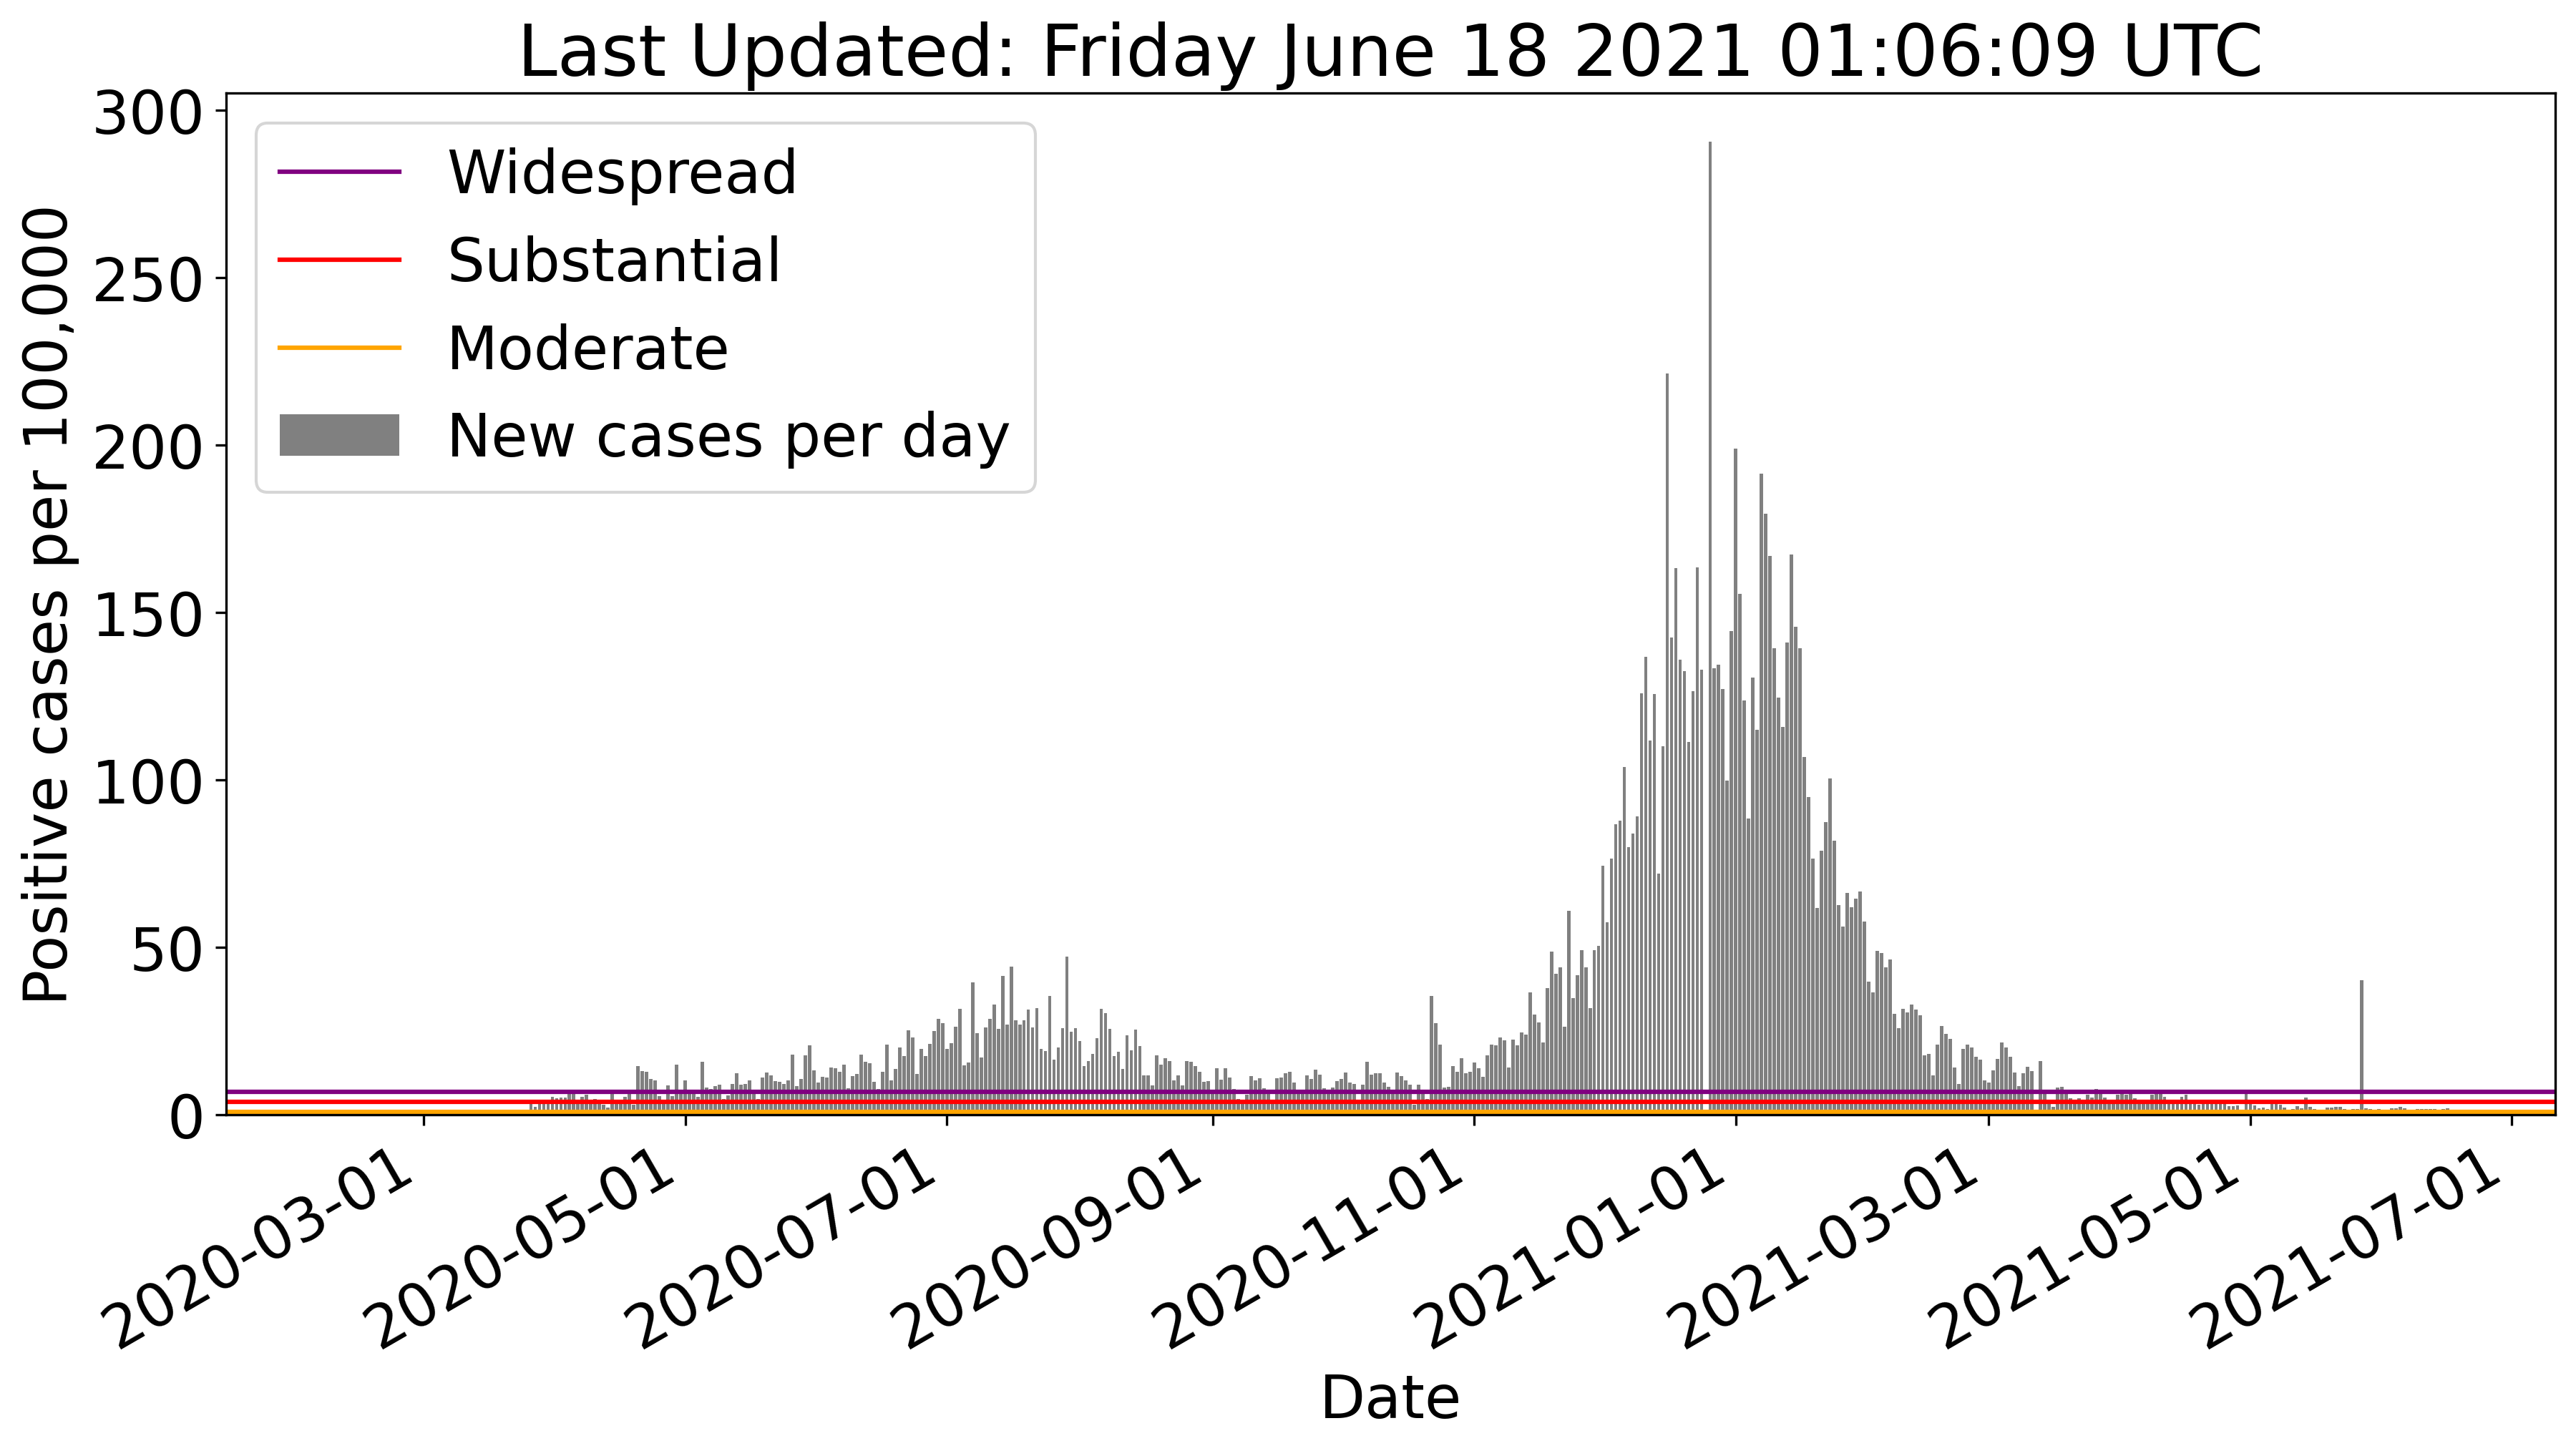 Last Updated: Friday June 18 2021 01:06:09 UTC
Positive cases per 100,000
300
250
200
150
100
50
0
Widespread
Substantial
Moderate
New cases per day
2020-03-01
2020-05-01
2020-07-01
2020-09-01
2020-11-01
2021-01-01
2021-03-01
2021-05-01
2021-07-01
Date